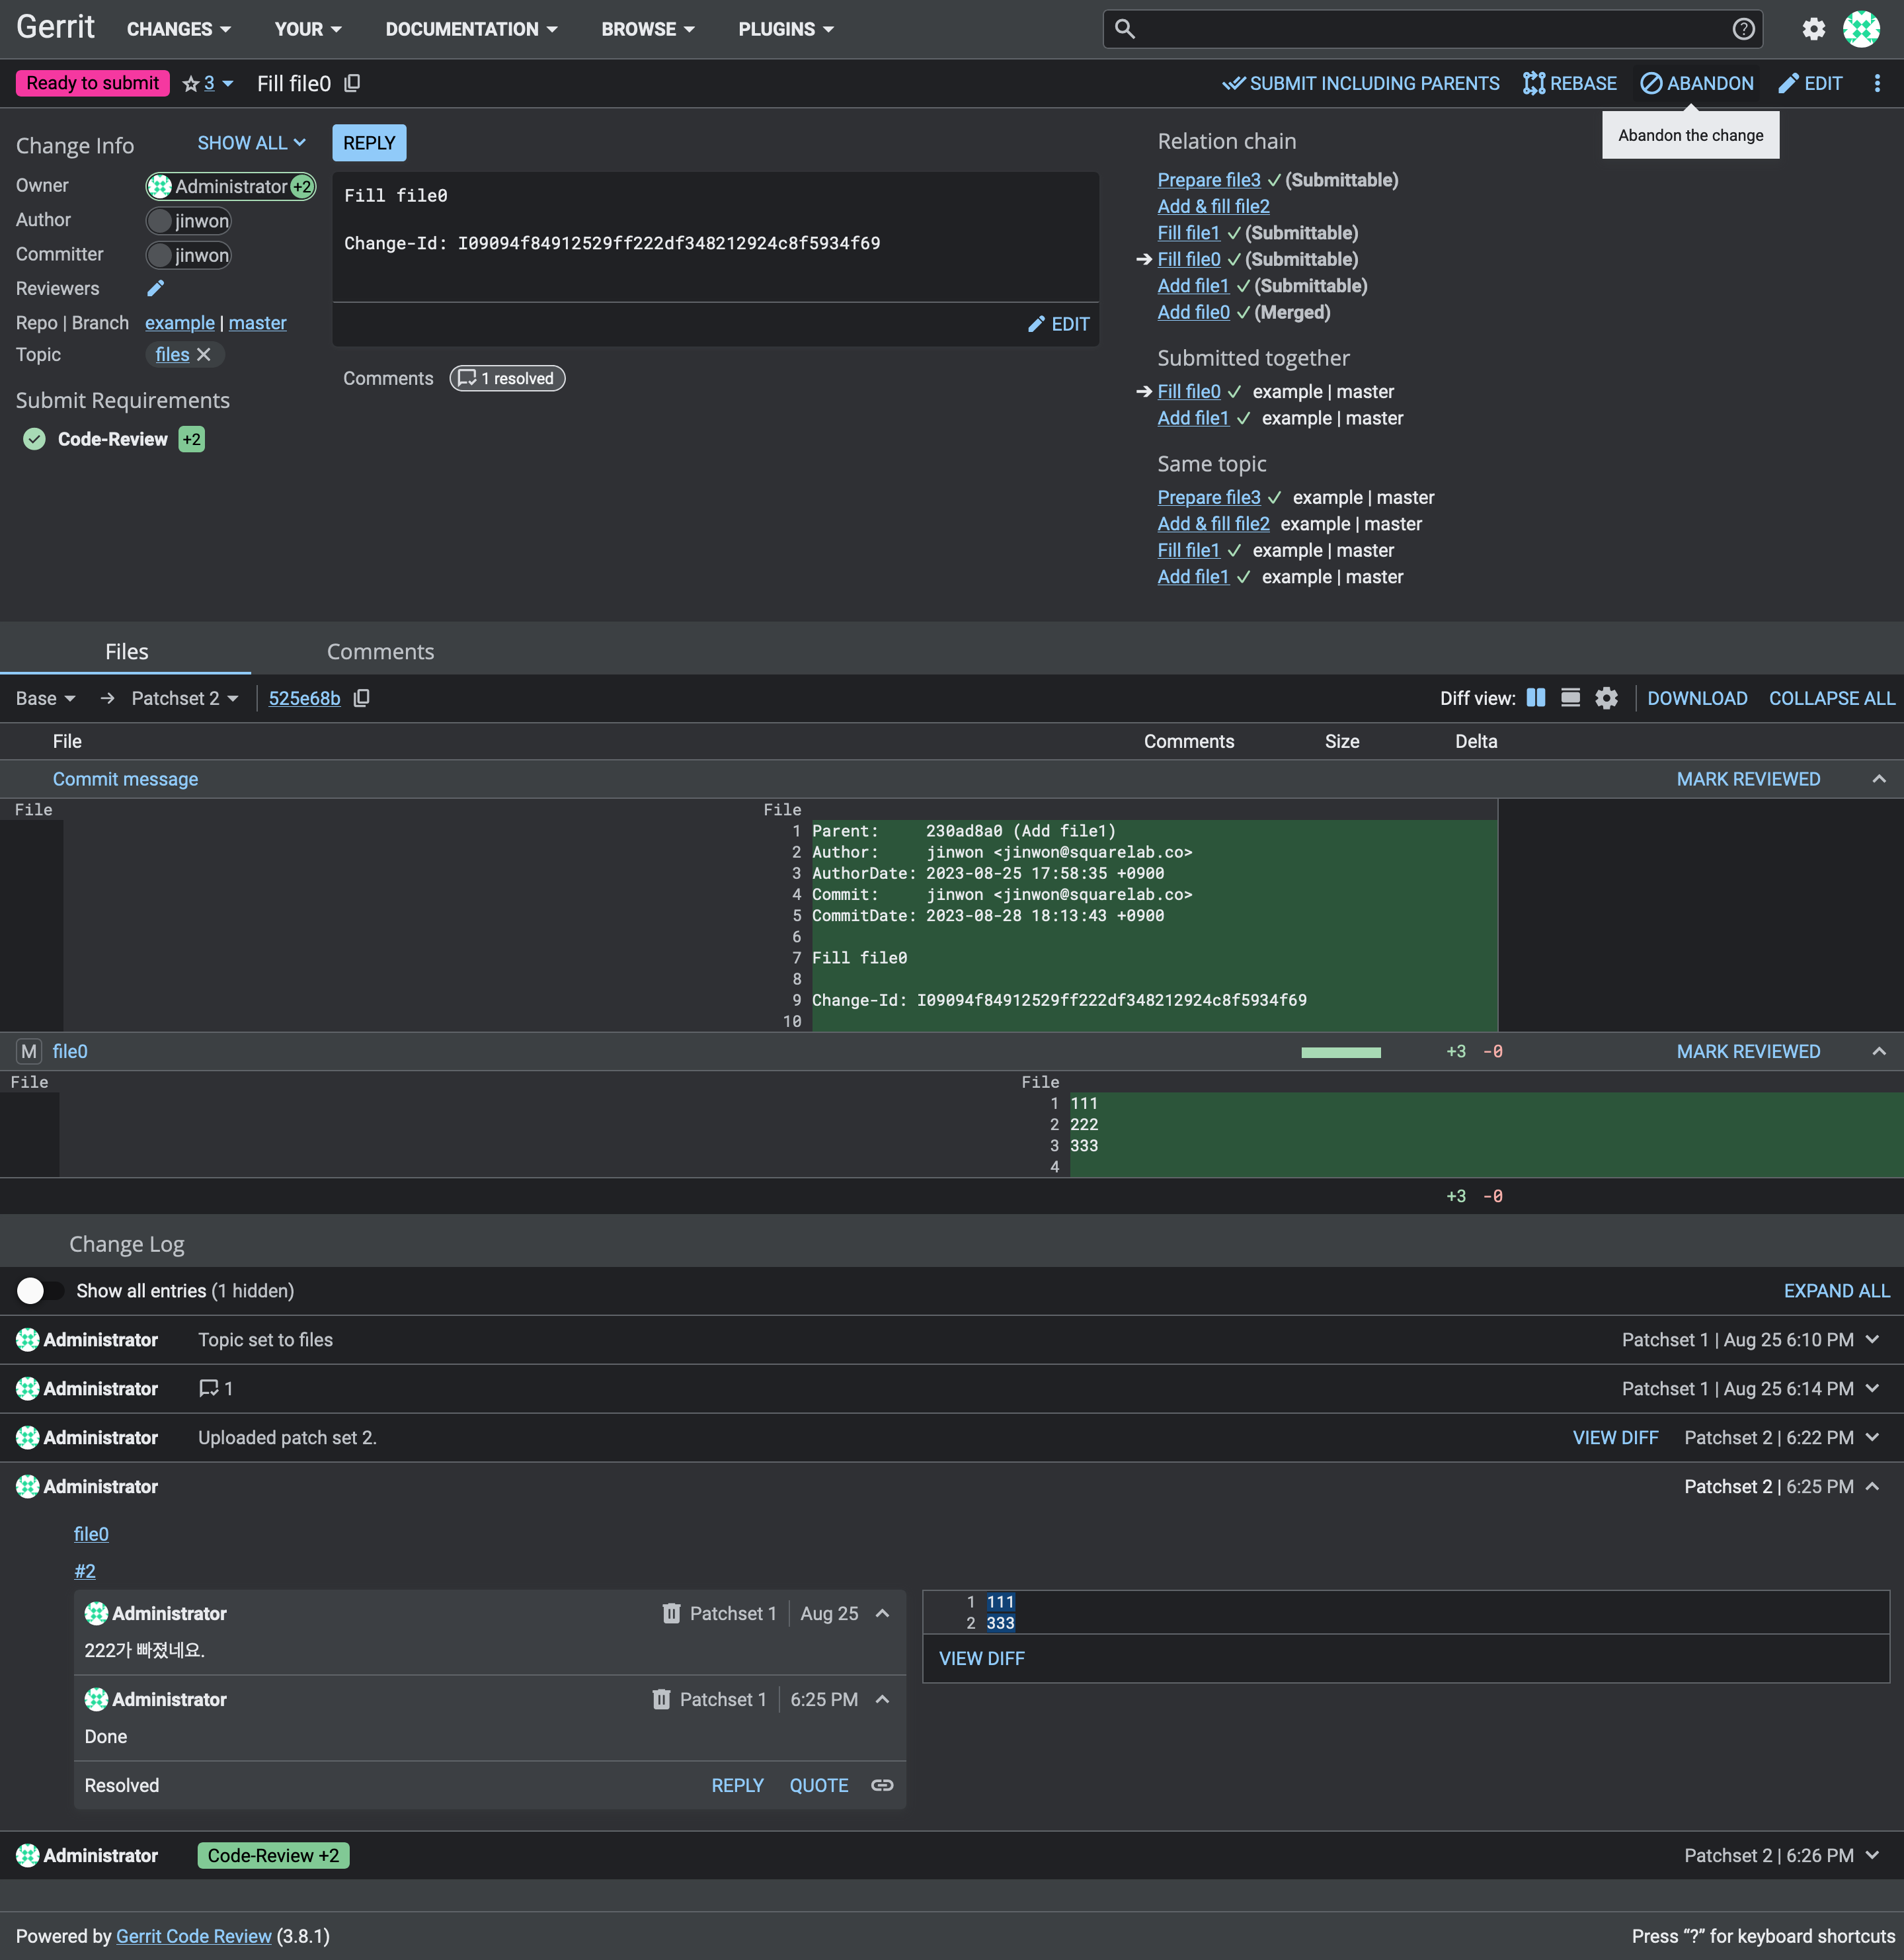 Gerrit CHANGES YOUR DOCUMENTATION BROWSE PLUGINS
Ready to submit 3 Fill file0 SUBMIT INCLUDING PARENTS REBASE ABANDON EDIT
Abandon the change
Change Info SHOW ALL
Owner Administrator +2
Author jinwon
Committer jinwon
Reviewers
Repo | Branch example | master
Topic files
Submit Requirements
Code-Review +2
REPLY
Fill file0
Change-Id: I09094f84912529ff222df348212924c8f5934f69
EDIT
Comments 1 resolved
Relation chain
Prepare file3 (Submittable)
Add & fill file2
Fill file1 (Submittable)
Fill file0 (Submittable)
Add file1 (Submittable)
Add file0 (Merged)
Submitted together
Fill file0 example | master
Add file1 example | master
Same topic
Prepare file3 example | master
Add & fill file2 example | master
Fill file1 example | master
Add file1 example | master
Files Comments
Base → Patchset 2 525e68b Diff view: DOWNLOAD COLLAPSE ALL
File Comments Size Delta
Commit message MARK REVIEWED
File File
1 Parent: 230ad8a0 (Add file1)
2 Author: jinwon <jinwon@squarelab.co>
3 AuthorDate: 2023-08-25 17:58:35 +0900
4 Commit: jinwon <jinwon@squarelab.co>
5 CommitDate: 2023-08-28 18:13:43 +0900
6
7 Fill file0
8
9 Change-Id: I09094f84912529ff222df348212924c8f5934f69
10
M file0 +3 -0 MARK REVIEWED
File File
1 111
2 222
3 333
4
+3 -0
Change Log
Show all entries (1 hidden) EXPAND ALL
Administrator Topic set to files Patchset 1 | Aug 25 6:10 PM
Administrator 1 Patchset 1 | Aug 25 6:14 PM
Administrator Uploaded patch set 2. VIEW DIFF Patchset 2 | 6:22 PM
Administrator Patchset 2 | 6:25 PM
file0
#2
Administrator Patchset 1 Aug 25
222가 빠졌네요.
Administrator Patchset 1 6:25 PM
Done
Resolved REPLY QUOTE
1 111
2 333
VIEW DIFF
Administrator Code-Review +2 Patchset 2 | 6:26 PM
Powered by Gerrit Code Review (3.8.1) Press “?” for keyboard shortcuts